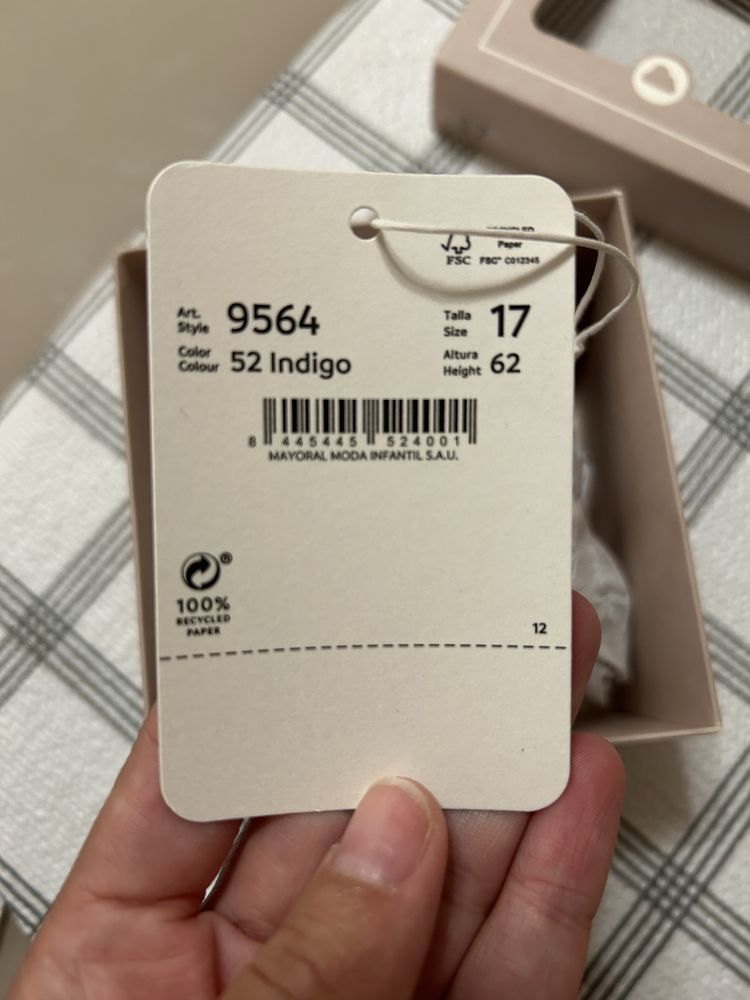 Paper
FSC FSC™ C012345
Art.
Style 9564
Talla
Size 17
Color
Colour 52 Indigo
Altura
Height 62
8 445445 524001
MAYORAL MODA INFANTIL S.A.U.
®
100%
RECYCLED
PAPER
12